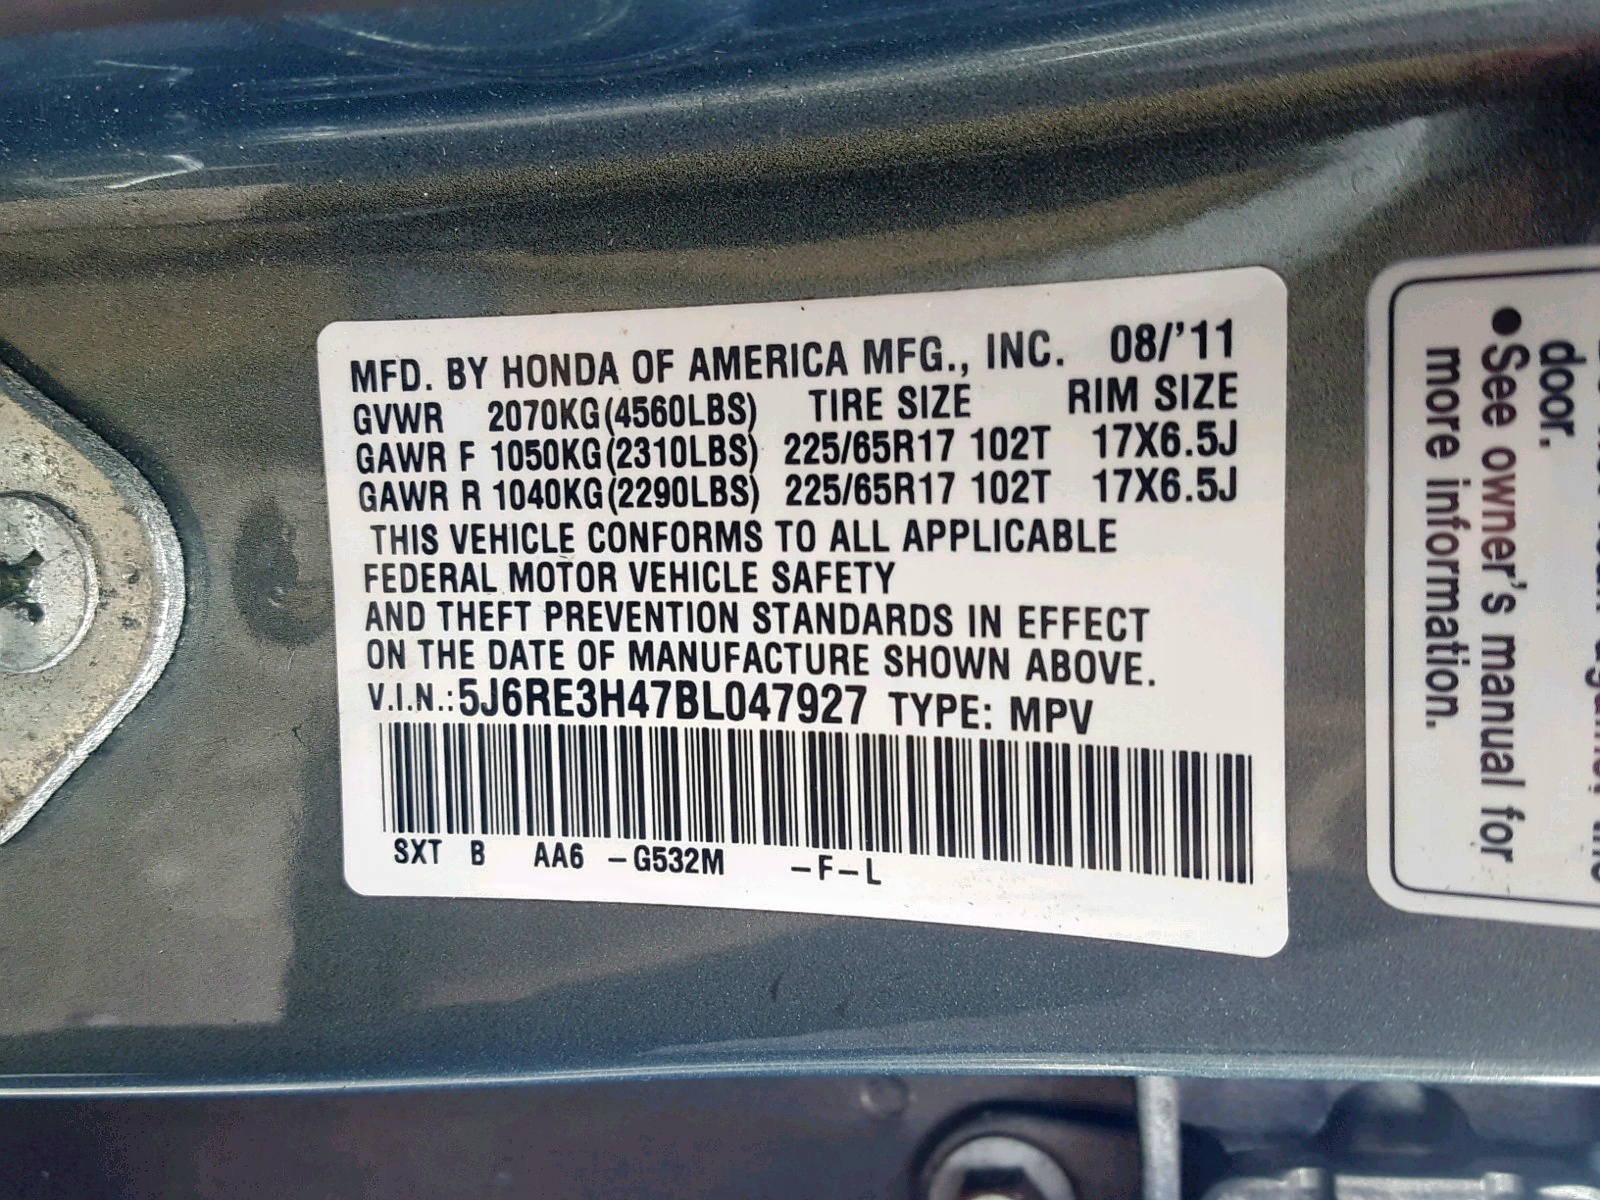 MFD. BY HONDA OF AMERICA MFG., INC. 08/'11
GVWR 2070KG(4560LBS) TIRE SIZE RIM SIZE
GAWR F 1050KG(2310LBS) 225/65R17 102T 17X6.5J
GAWR R 1040KG(2290LBS) 225/65R17 102T 17X6.5J
THIS VEHICLE CONFORMS TO ALL APPLICABLE
FEDERAL MOTOR VEHICLE SAFETY
AND THEFT PREVENTION STANDARDS IN EFFECT
ON THE DATE OF MANUFACTURE SHOWN ABOVE.
V.I.N.: 5J6RE3H47BL047927 TYPE: MPV
SXT B AA6 -G532M -F-L
door.
●See owner's manual for
more information.